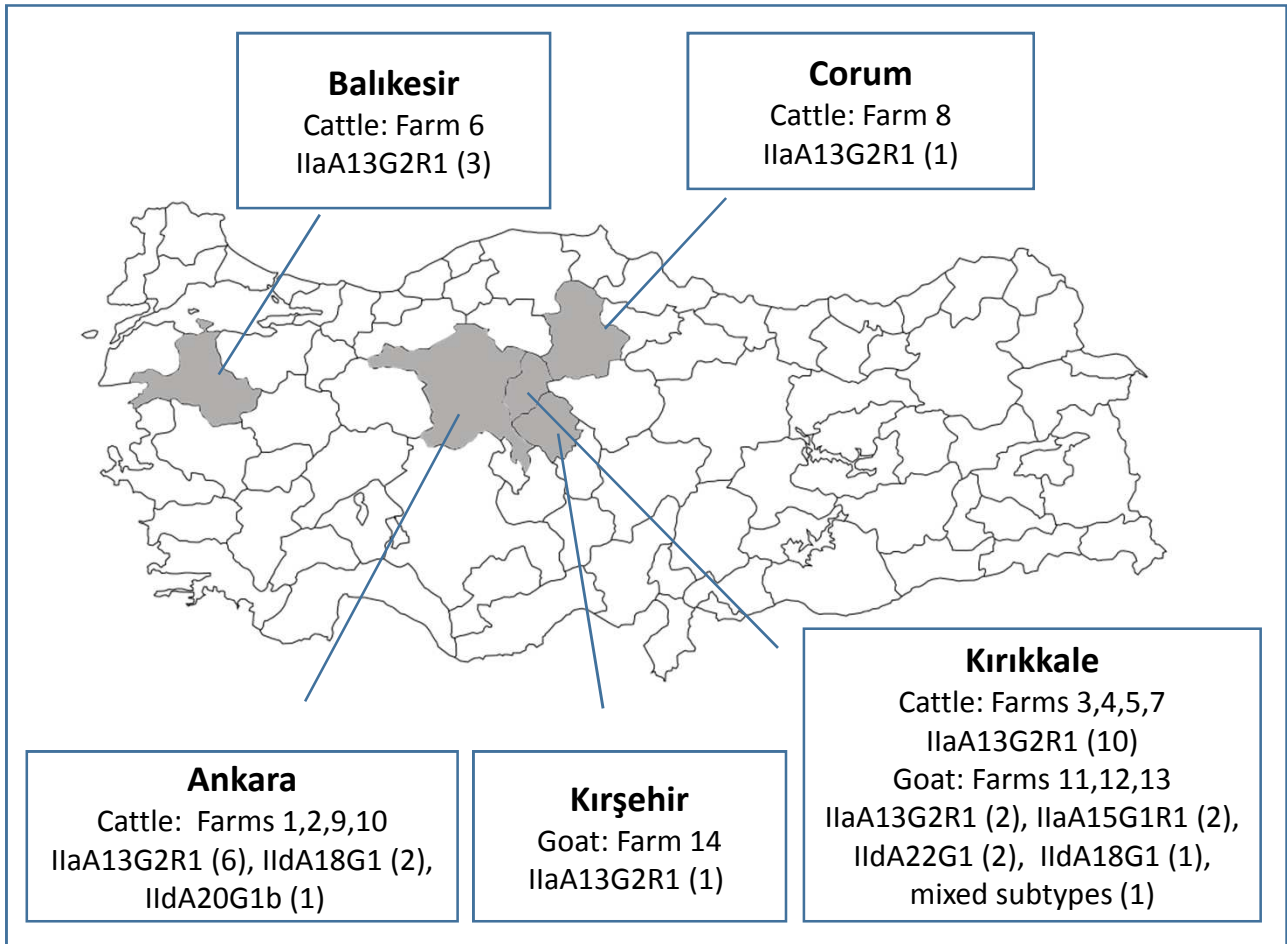 Balıkesir
Cattle: Farm 6
IIaA13G2R1 (3)
Corum
Cattle: Farm 8
IIaA13G2R1 (1)
Ankara
Cattle:  Farms 1,2,9,10
IIaA13G2R1 (6), IIdA18G1 (2),
IIdA20G1b (1)
Kırşehir
Goat: Farm 14
IIaA13G2R1 (1)
Kırıkkale
Cattle: Farms 3,4,5,7
IIaA13G2R1 (10)
Goat: Farms 11,12,13
IIaA13G2R1 (2), IIaA15G1R1 (2),
IIdA22G1 (2),  IIdA18G1 (1),
mixed subtypes (1)